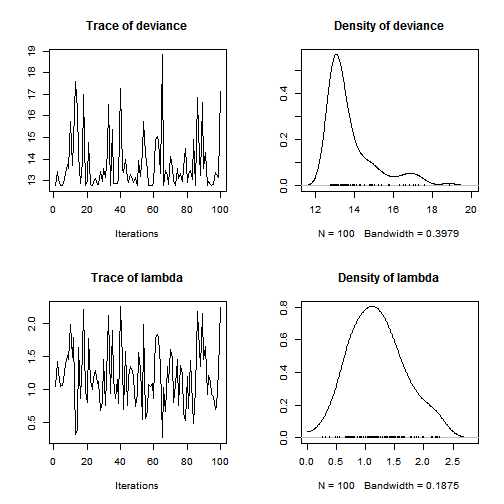 Trace of deviance
13 14 15 16 17 18 19
0 20 40 60 80 100
Iterations
Density of deviance
0.0 0.2 0.4
12 14 16 18 20
N = 100 Bandwidth = 0.3979
Trace of lambda
0.5 1.0 1.5 2.0
0 20 40 60 80 100
Iterations
Density of lambda
0.0 0.2 0.4 0.6 0.8
0.0 0.5 1.0 1.5 2.0 2.5
N = 100 Bandwidth = 0.1875